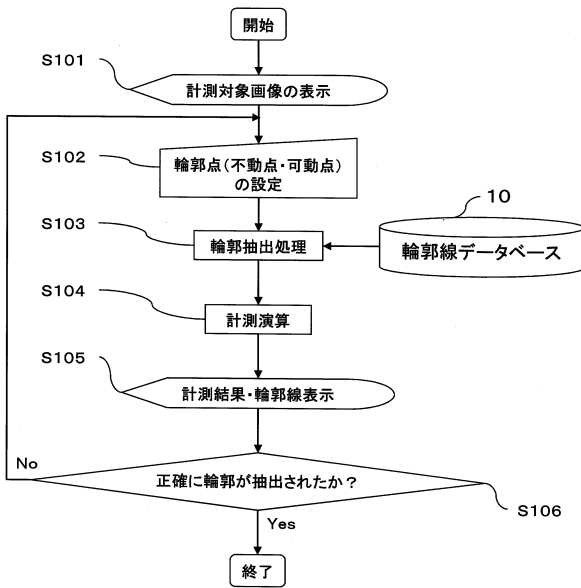 開始
S101
計測対象画像の表示
S102
輪郭点(不動点・可動点)
の設定
10
S103
輪郭抽出処理
輪郭線データベース
S104
計測演算
S105
計測結果・輪郭線表示
No
正確に輪郭が抽出されたか?
S106
Yes
終了